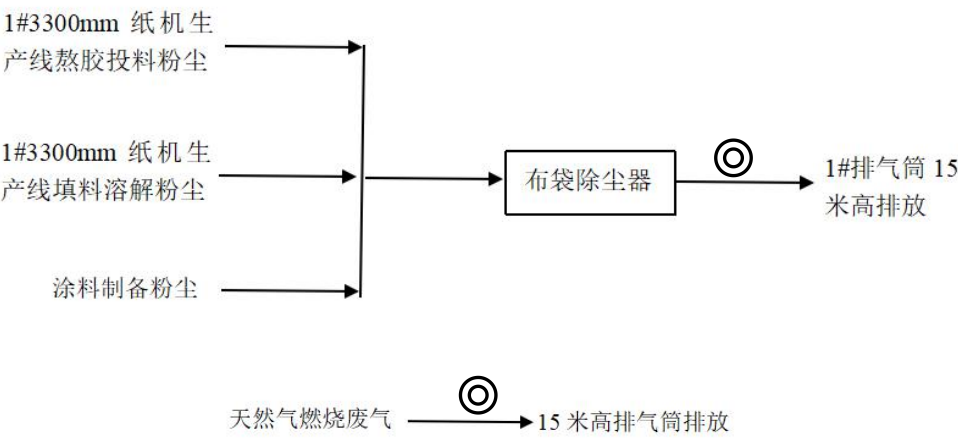 1#3300mm 纸机生
产线熬胶投料粉尘
1#3300mm 纸机生
产线填料溶解粉尘
涂料制备粉尘
布袋除尘器
1#排气筒 15
米高排放
天然气燃烧废气
15 米高排气筒排放